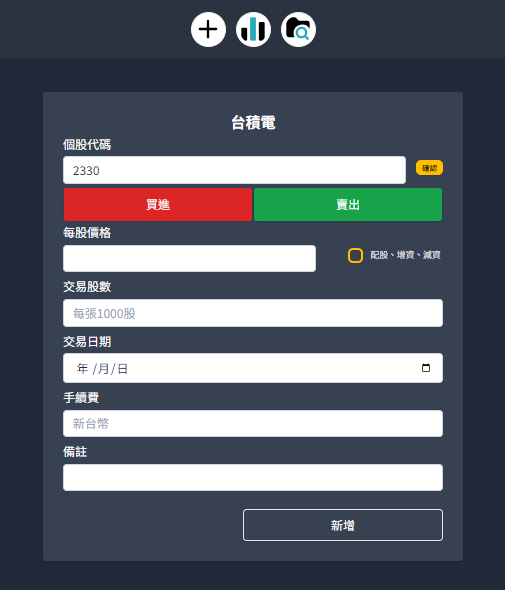 台積電
個股代碼
2330
確認
買進
賣出
每股價格
配股、增資、減資
交易股數
每張1000股
交易日期
年 /月/日
手續費
新台幣
備註
新增